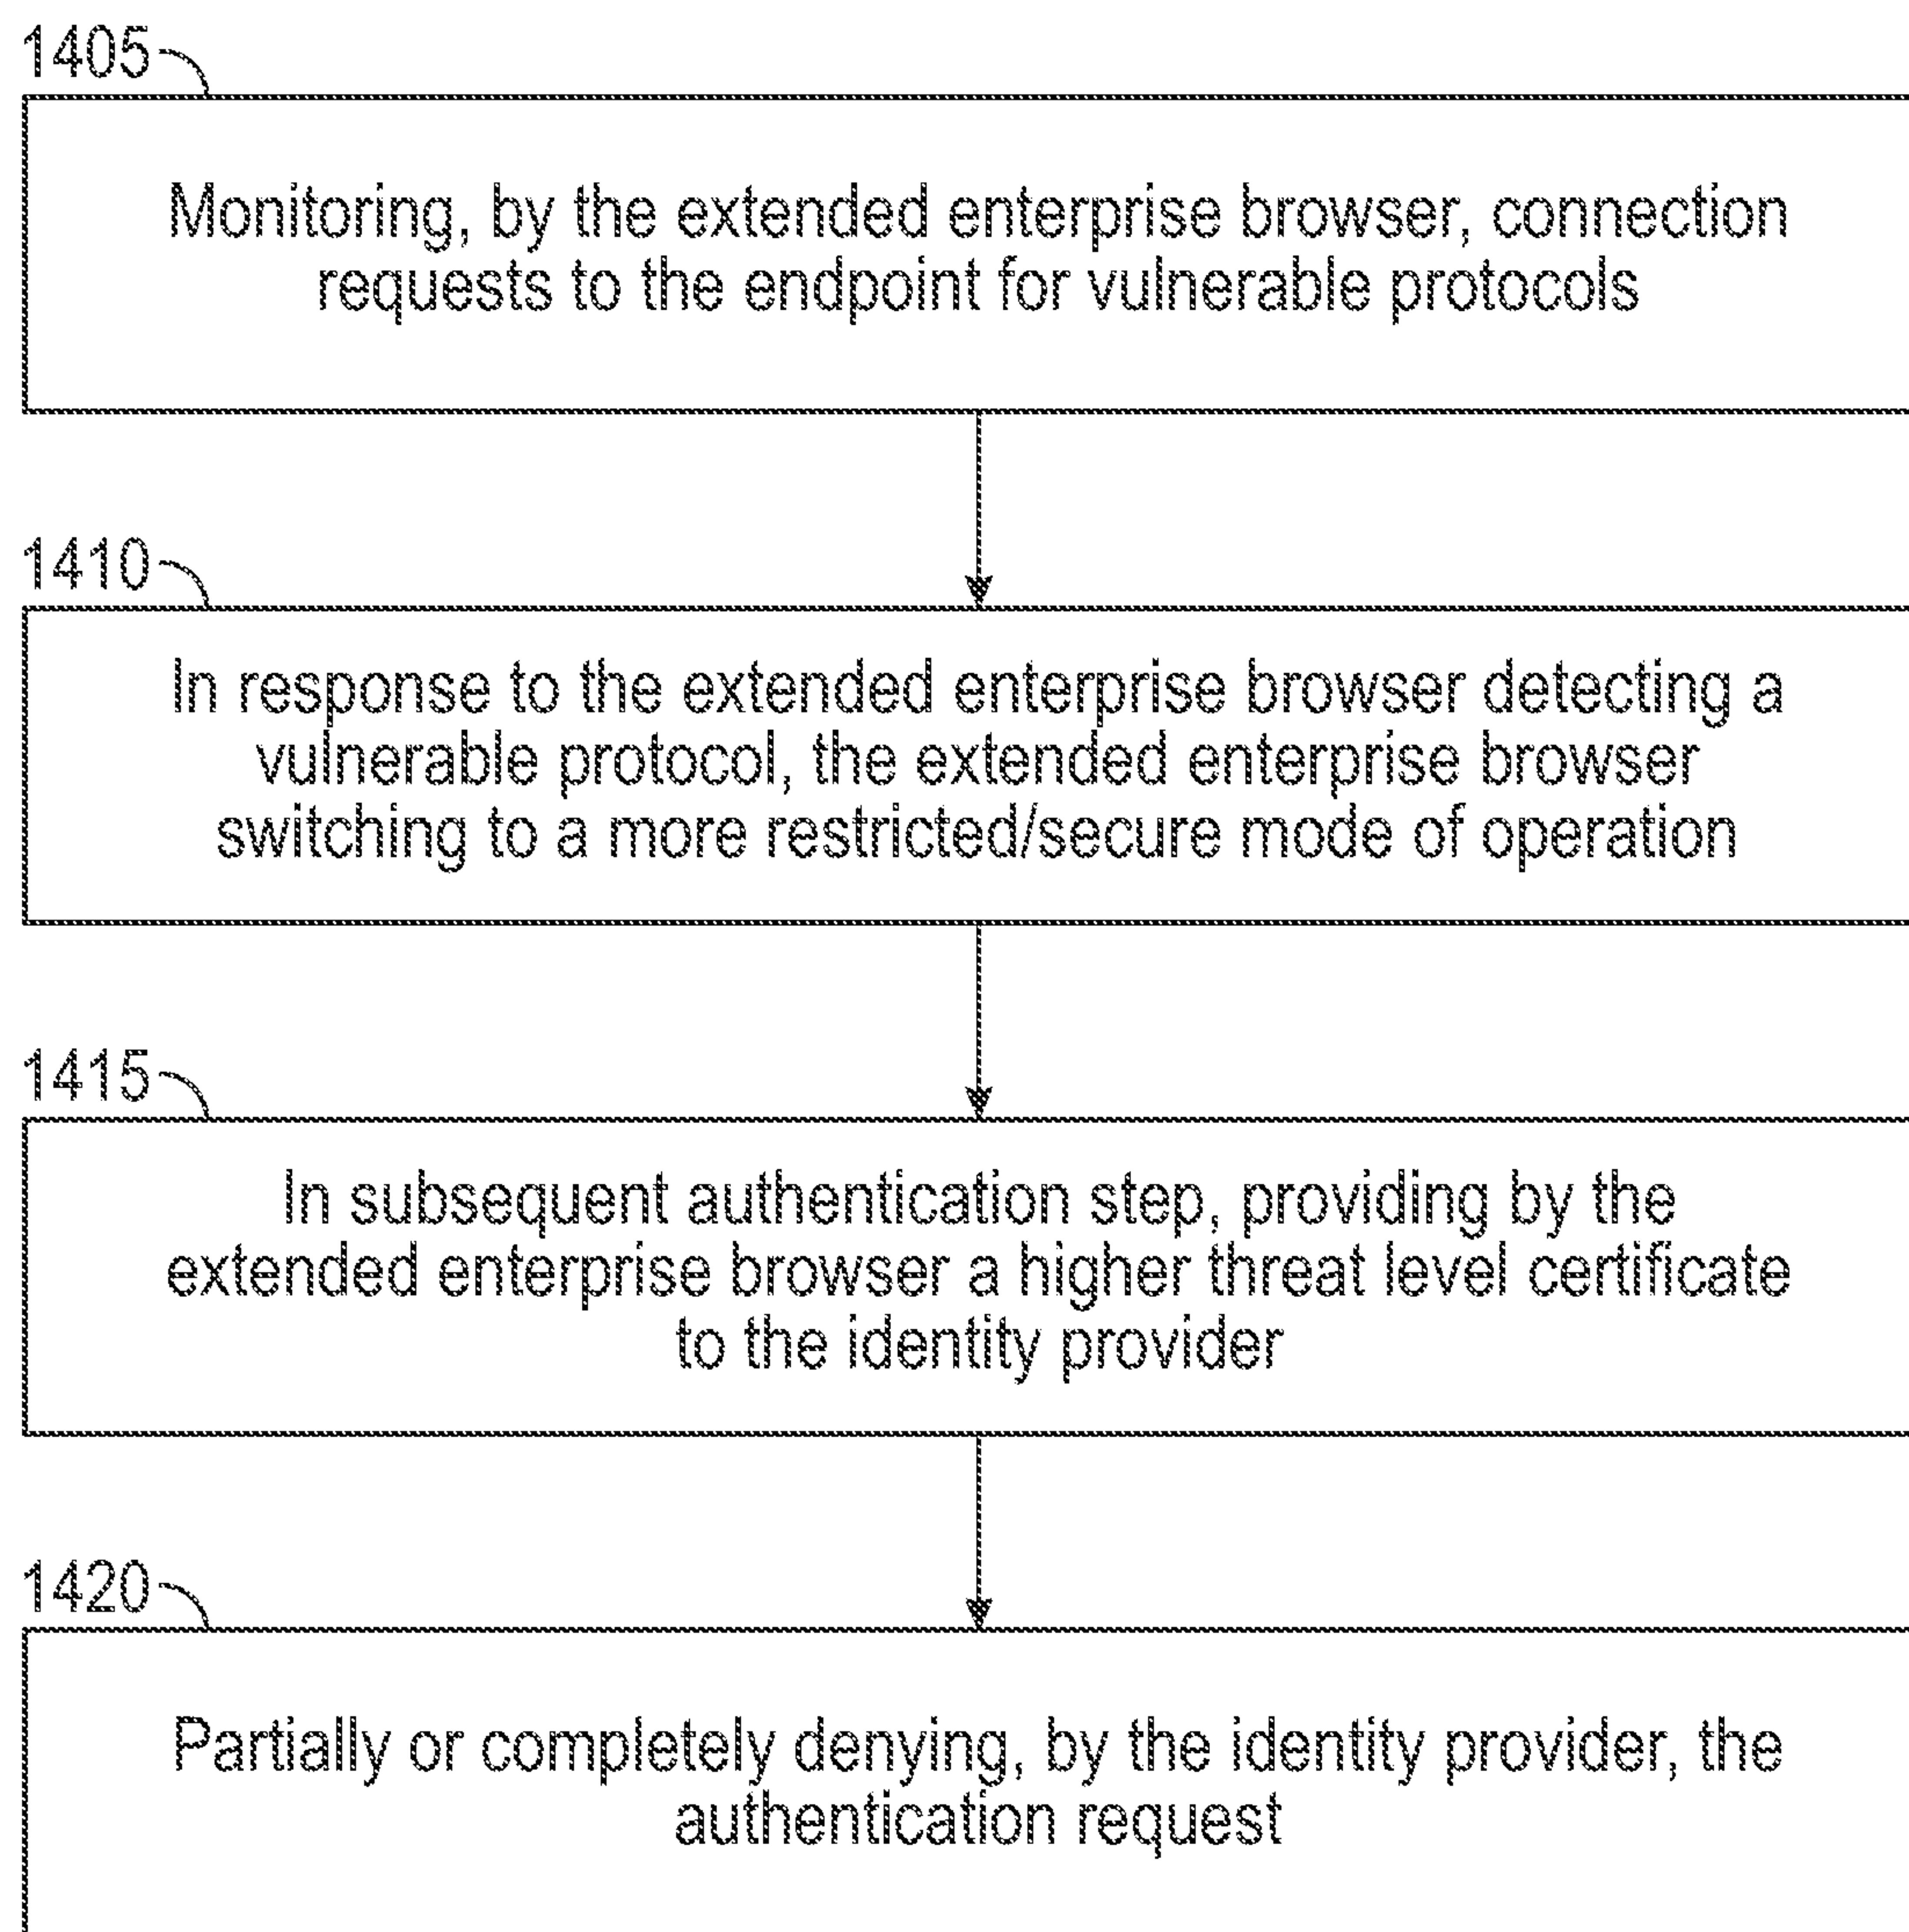 1405
Monitoring, by the extended enterprise browser, connection
requests to the endpoint for vulnerable protocols
1410
In response to the extended enterprise browser detecting a
vulnerable protocol, the extended enterprise browser
switching to a more restricted/secure mode of operation
1415
In subsequent authentication step, providing by the
extended enterprise browser a higher threat level certificate
to the identity provider
1420
Partially or completely denying, by the identity provider, the
authentication request